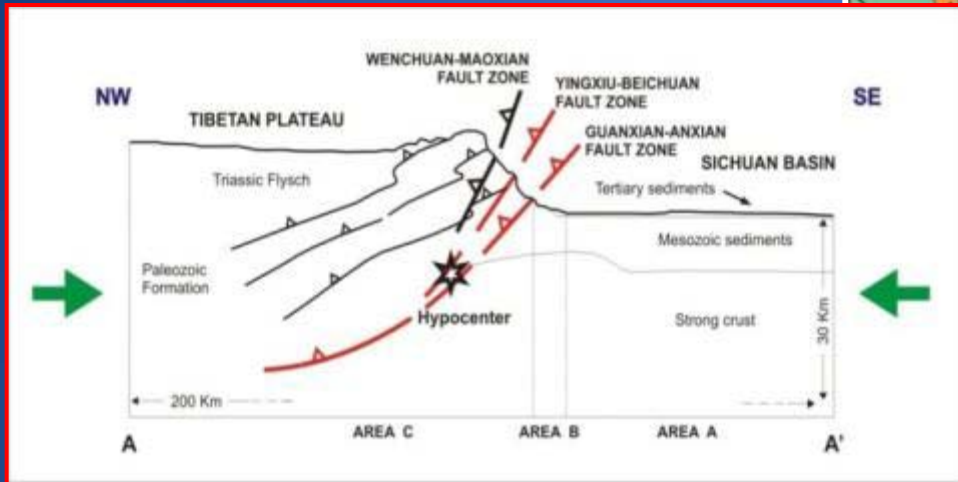 WENCHUAN-MAOXIAN
FAULT ZONE
YINGXIU-BEICHUAN
FAULT ZONE
NW
SE
TIBETAN PLATEAU
GUANXIAN-ANXIAN
FAULT ZONE
SICHUAN BASIN
Triassic Flysch
Tertiary sediments
Mesozoic sediments
Paleozoic
Formation
Hypocenter
Strong crust
30 Km
200 Km
A
AREA C
AREA B
AREA A
A'